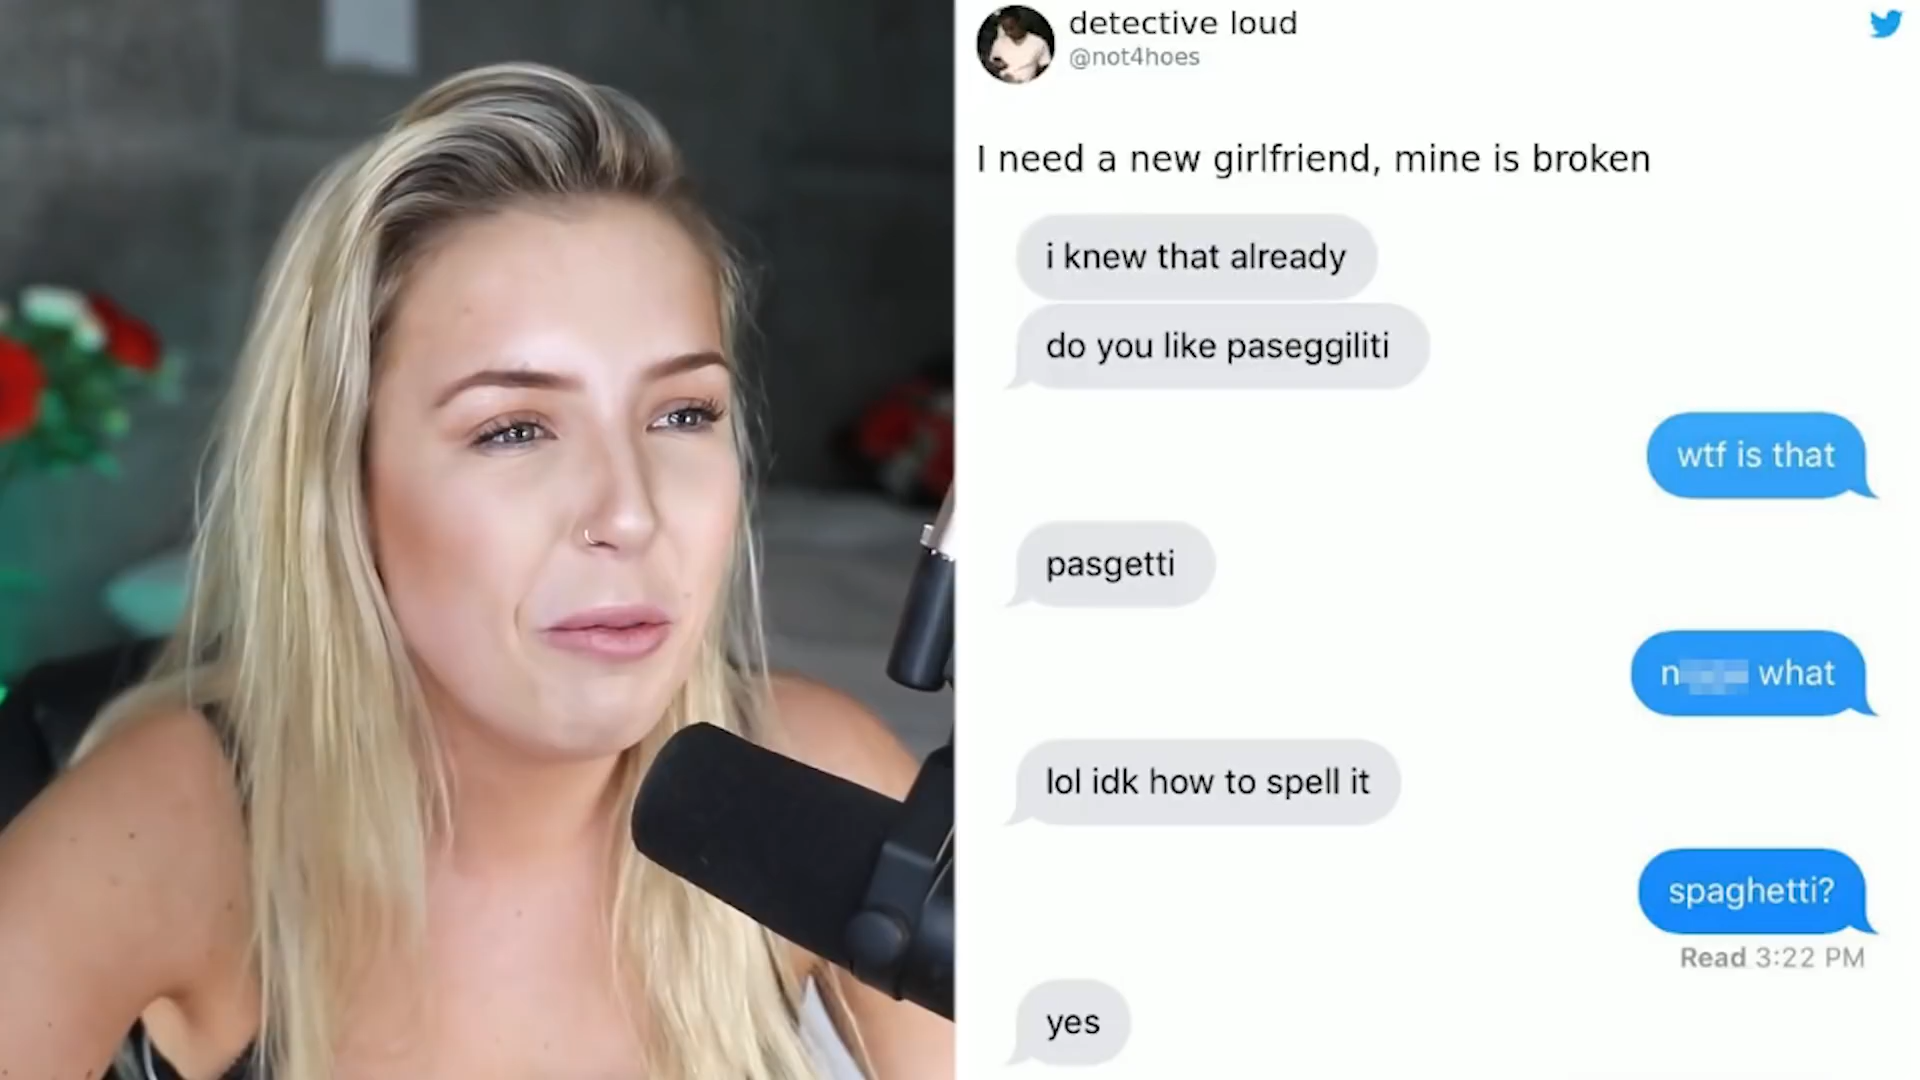 detective loud
@not4hoes
I need a new girlfriend, mine is broken
i knew that already
do you like paseggiliti
wtf is that
pasgetti
what
lol idk how to spell it
spaghetti?
Read 3:22 PM
yes